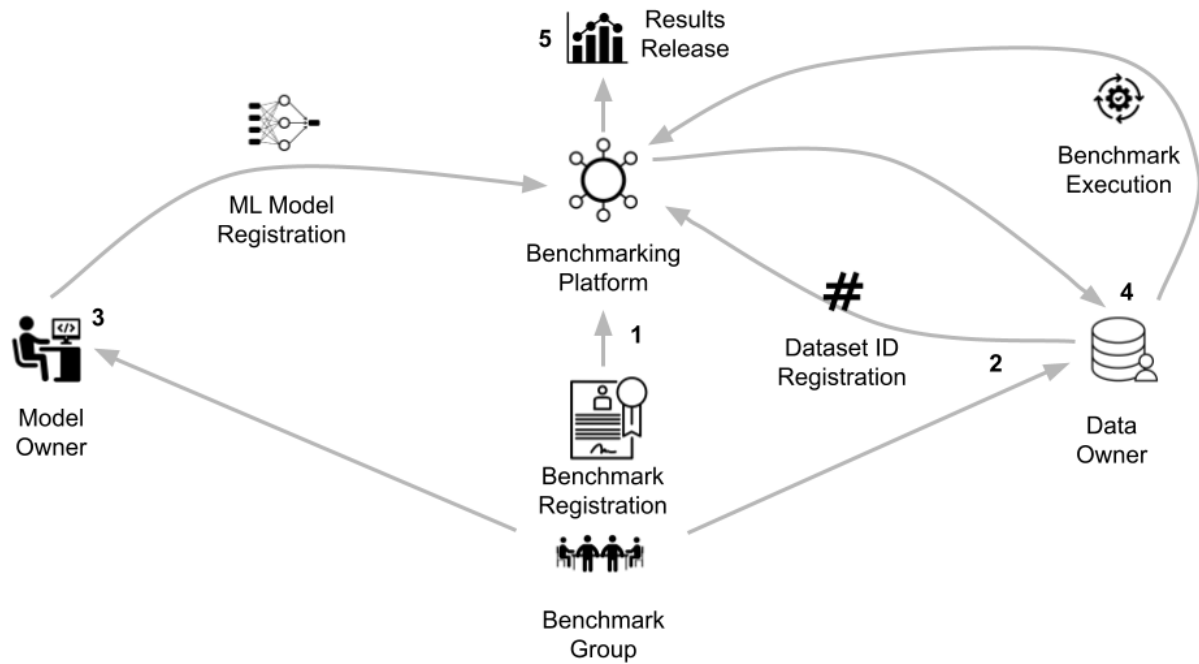 5
Results
Release
Benchmark
Execution
ML Model
Registration
Benchmarking
Platform
4
3
</>
1
#
Dataset ID
Registration
2
Model
Owner
Data
Owner
Benchmark
Registration
Benchmark
Group